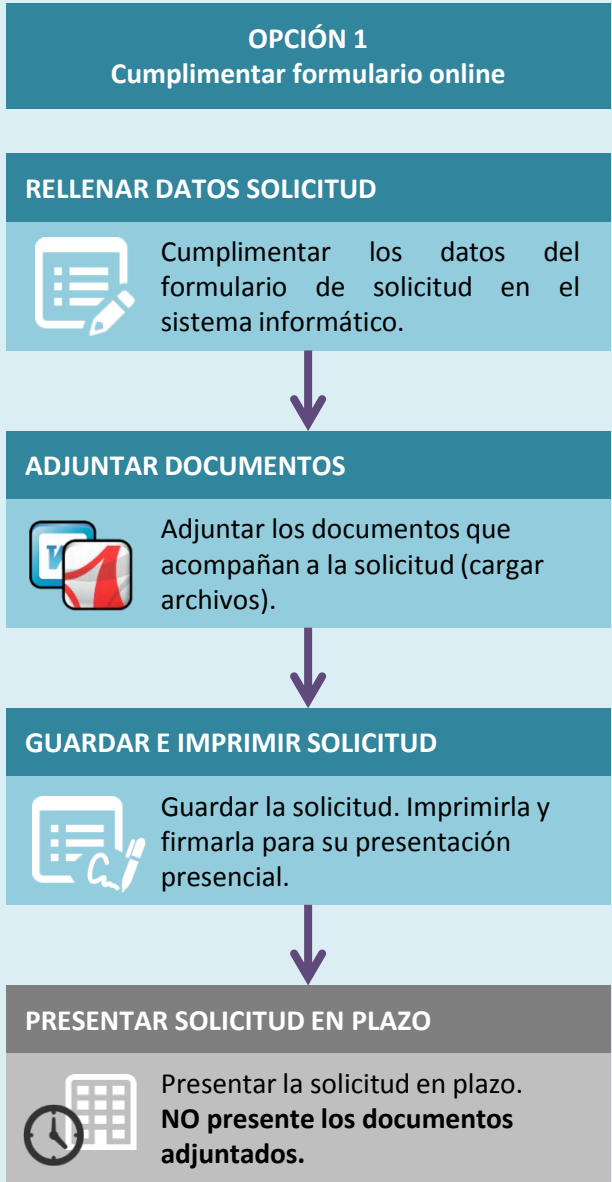 OPCIÓN 1
Cumplimentar formulario online
RELLENAR DATOS SOLICITUD
Cumplimentar los datos del
formulario de solicitud en el
sistema informático.
ADJUNTAR DOCUMENTOS
Adjuntar los documentos que
acompañan a la solicitud (cargar
archivos).
GUARDAR E IMPRIMIR SOLICITUD
Guardar la solicitud. Imprimirla y
firmarla para su presentación
presencial.
PRESENTAR SOLICITUD EN PLAZO
Presentar la solicitud en plazo.
NO presente los documentos
adjuntados.